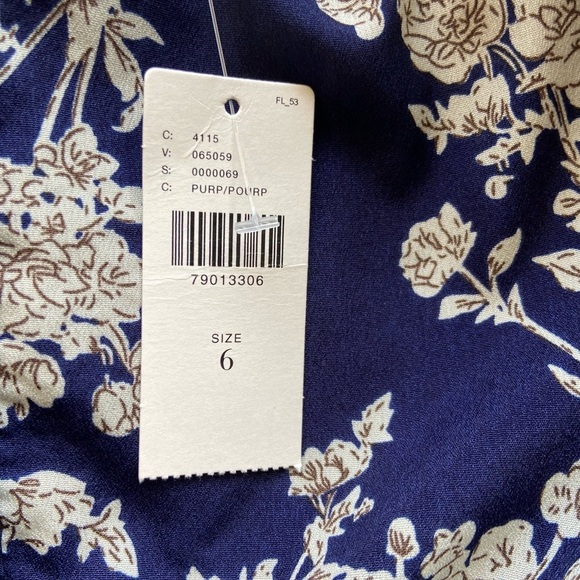 FL_53
C: 4115
V: 065059
S: 0000069
C: PURP/POURP
79013306
SIZE
6